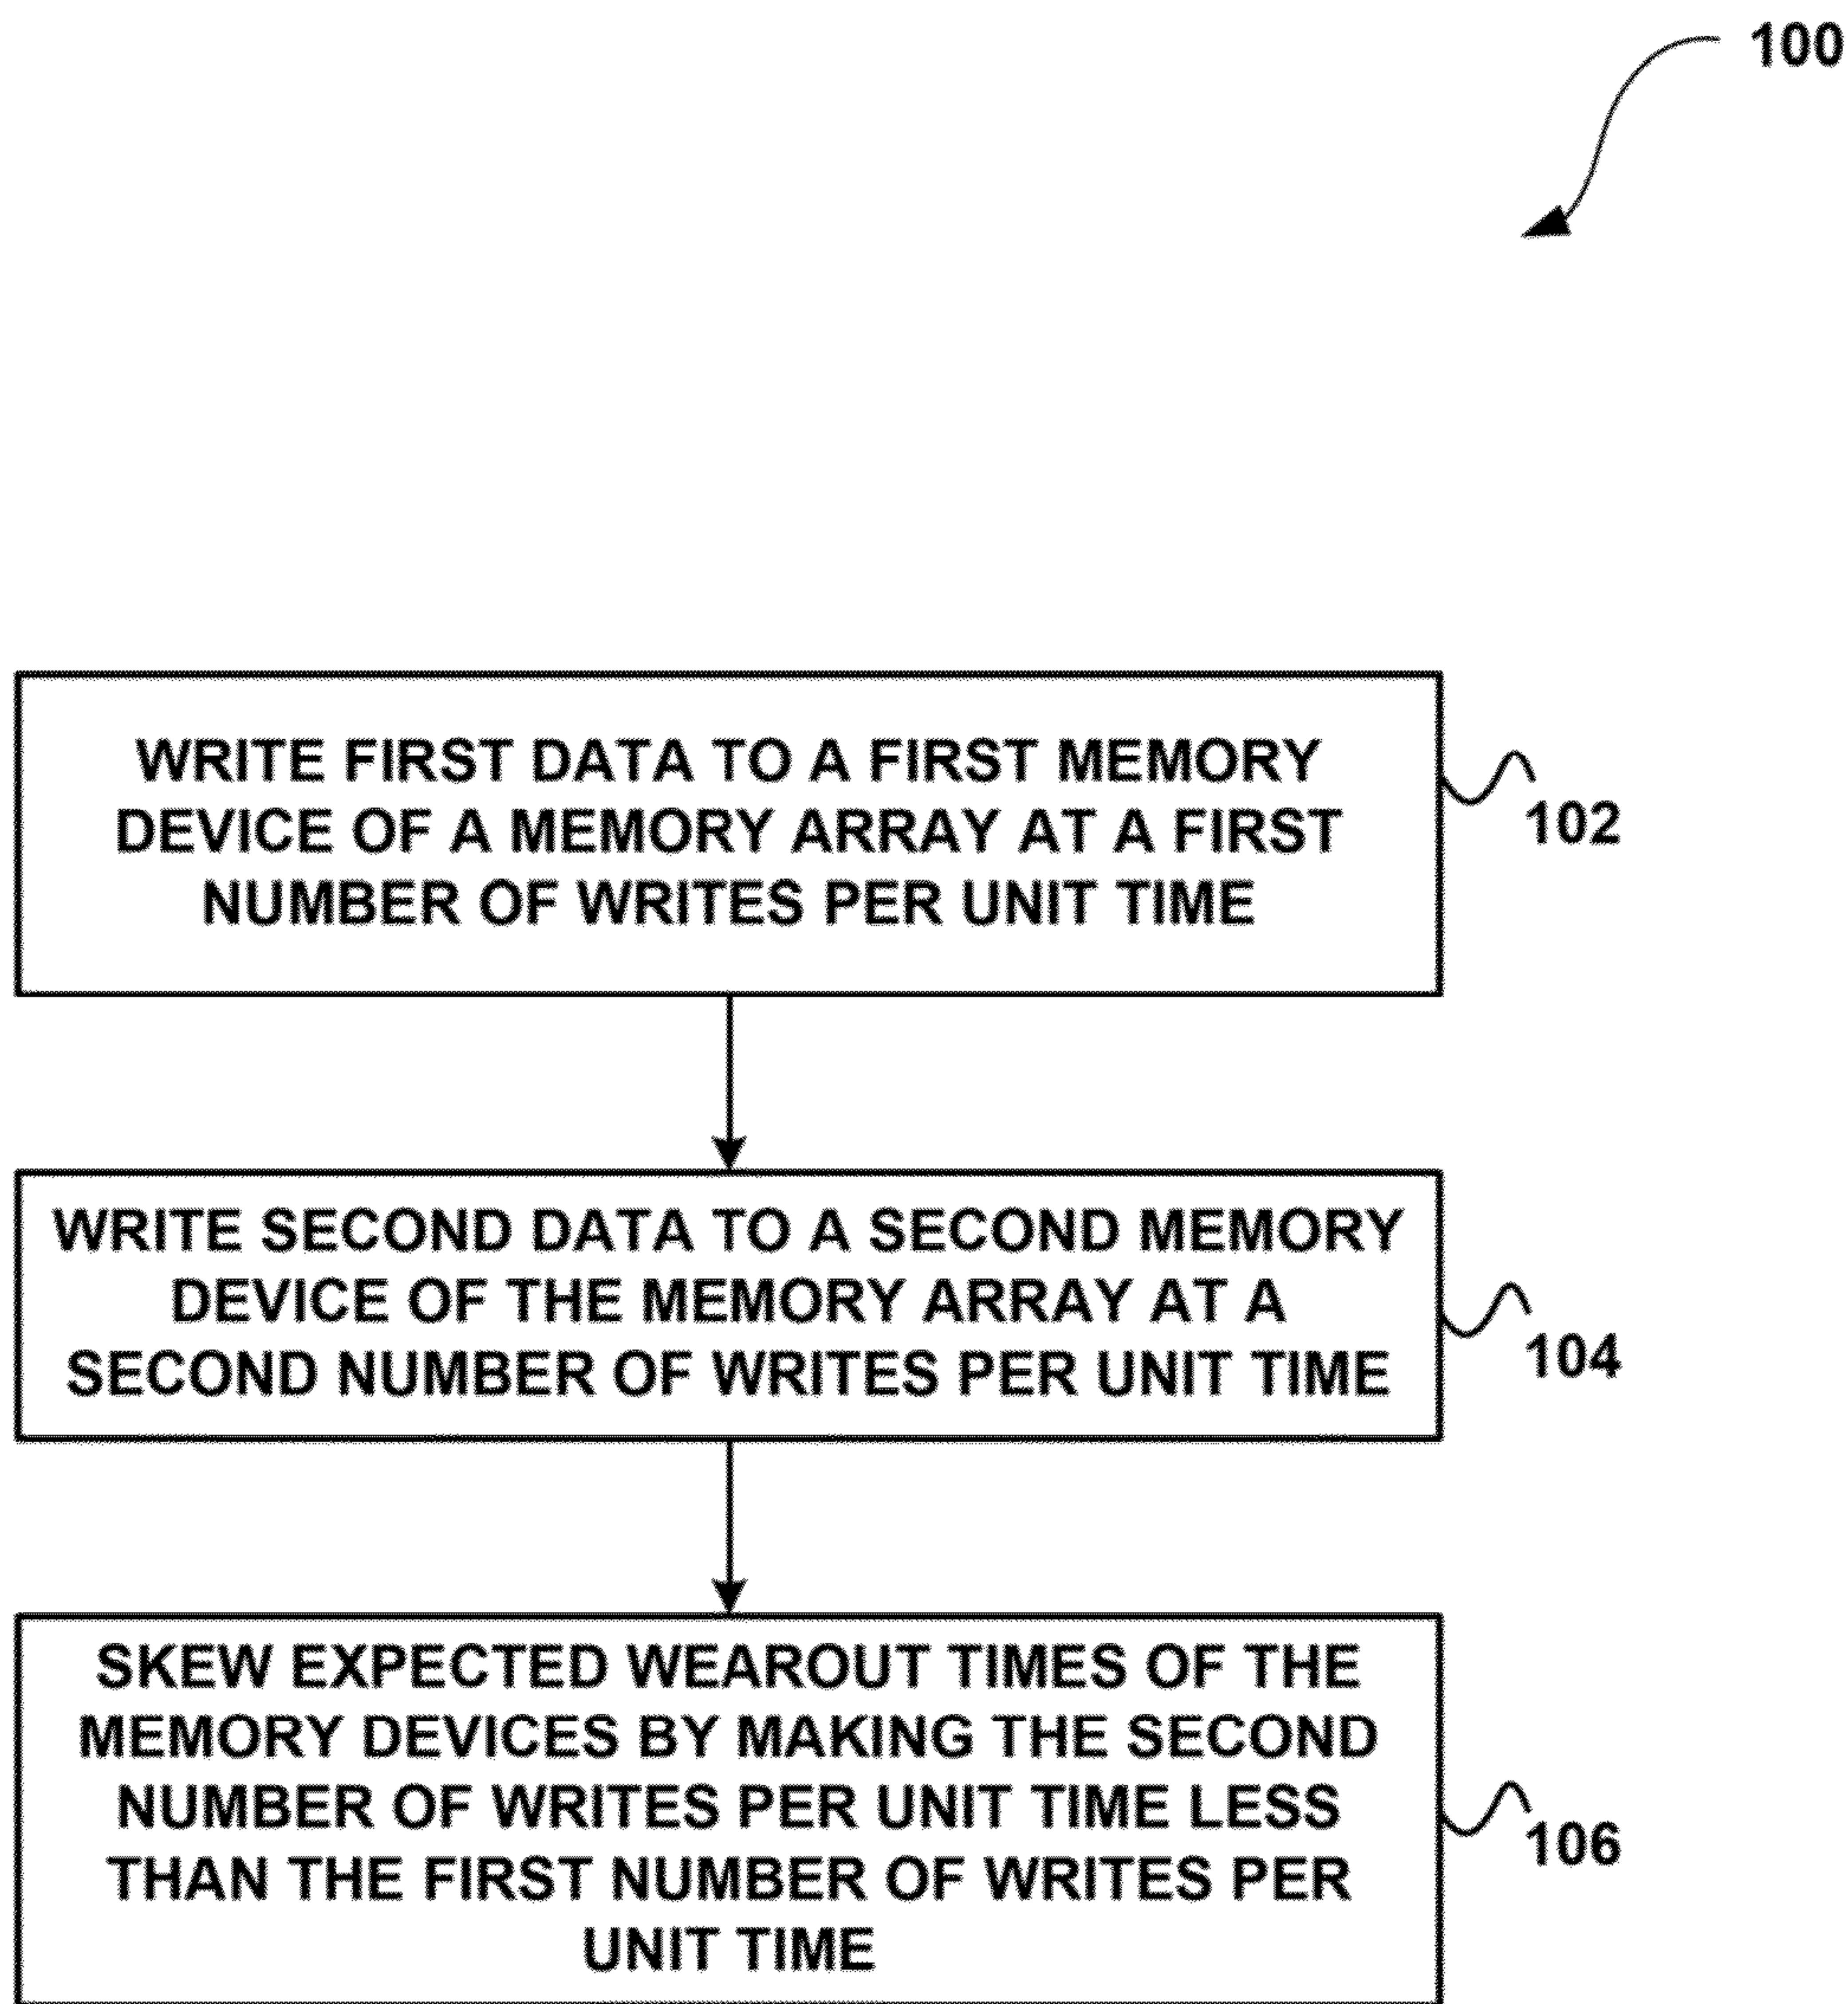 100
WRITE FIRST DATA TO A FIRST MEMORY
DEVICE OF A MEMORY ARRAY AT A FIRST
NUMBER OF WRITES PER UNIT TIME
102
WRITE SECOND DATA TO A SECOND MEMORY
DEVICE OF THE MEMORY ARRAY AT A
SECOND NUMBER OF WRITES PER UNIT TIME
104
SKEW EXPECTED WEAROUT TIMES OF THE
MEMORY DEVICES BY MAKING THE SECOND
NUMBER OF WRITES PER UNIT TIME LESS
THAN THE FIRST NUMBER OF WRITES PER
UNIT TIME
106